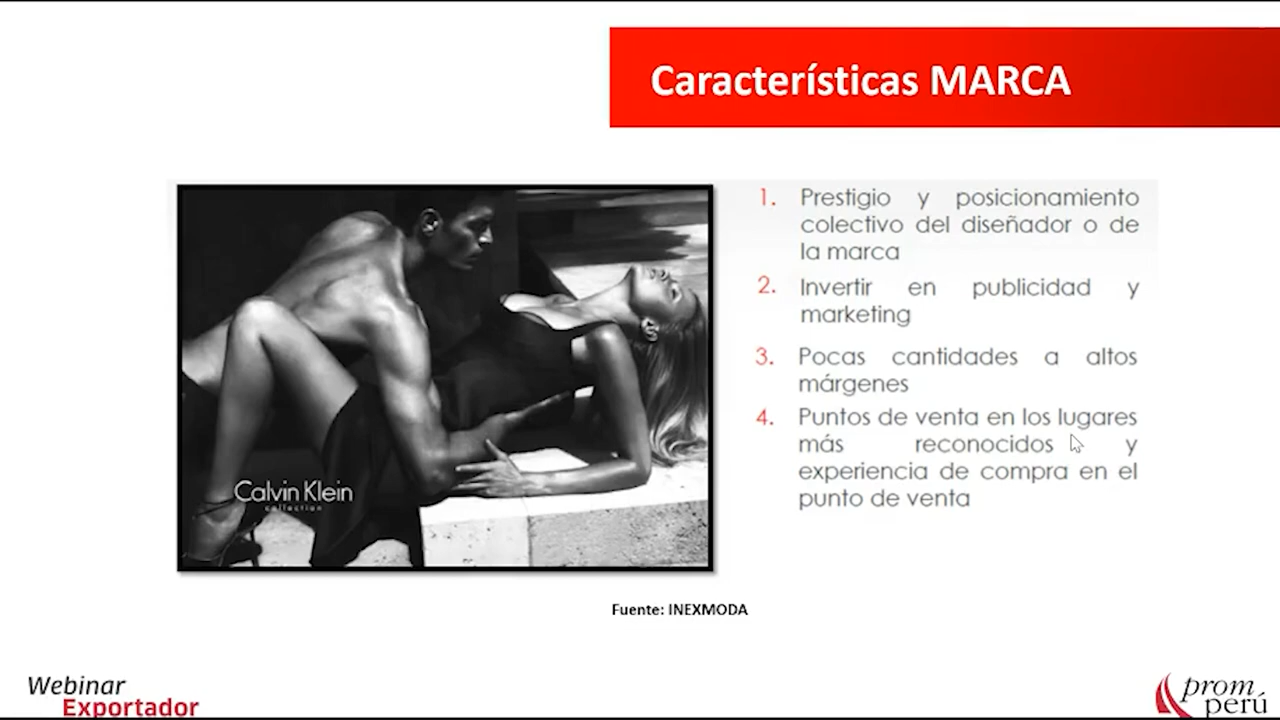 Características MARCA
1. Prestigio y posicionamiento
colectivo del diseñador o de
la marca
2. Invertir en publicidad y
marketing
3. Pocas cantidades a altos
márgenes
4. Puntos de venta en los lugares
más reconocidos y
experiencia de compra en el
punto de venta
Calvin Klein
collection
Fuente: INEXMODA
Webinar
Exportador
prom
perú